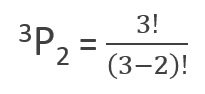 ³P₂ = 3!/(3−2)!